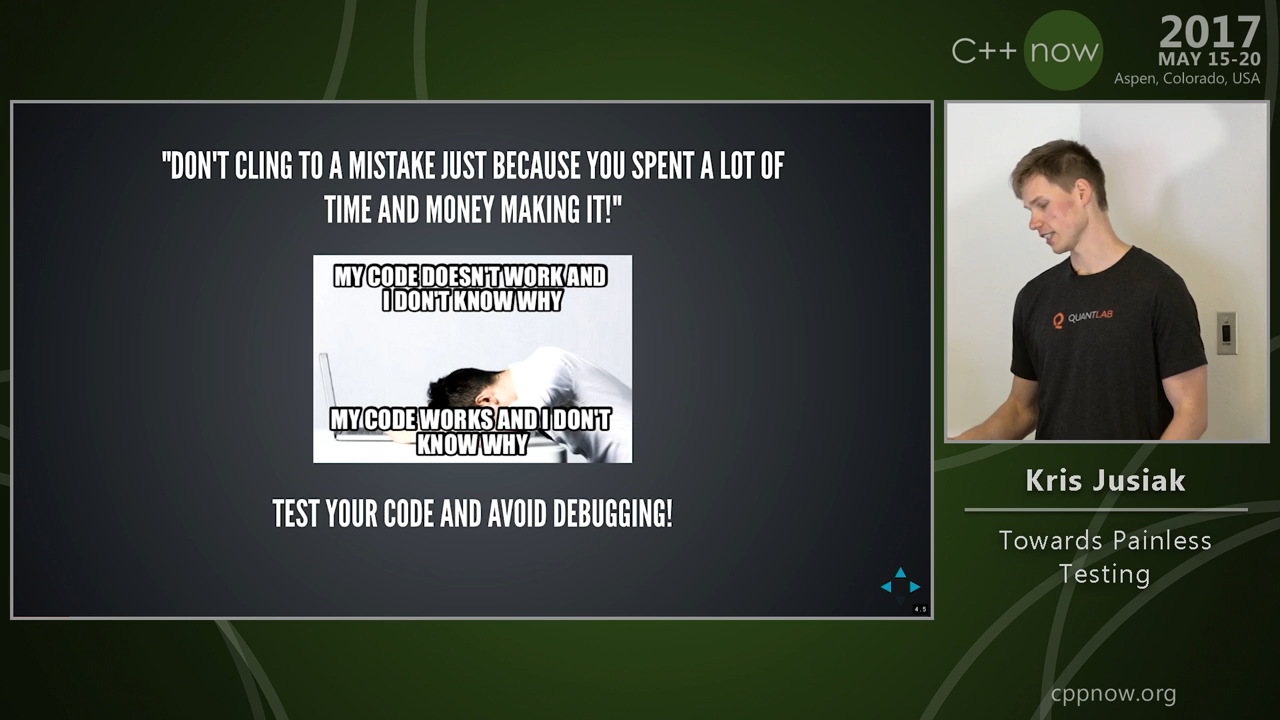 C++ now
2017
MAY 15-20
Aspen, Colorado, USA
"DON'T CLING TO A MISTAKE JUST BECAUSE YOU SPENT A LOT OF
TIME AND MONEY MAKING IT!"
MY CODE DOESN'T WORK AND
I DON'T KNOW WHY
MY CODE WORKS AND I DON'T
KNOW WHY
TEST YOUR CODE AND AVOID DEBUGGING!
4.5
QUANTLAB
Kris Jusiak
Towards Painless
Testing
cppnow.org